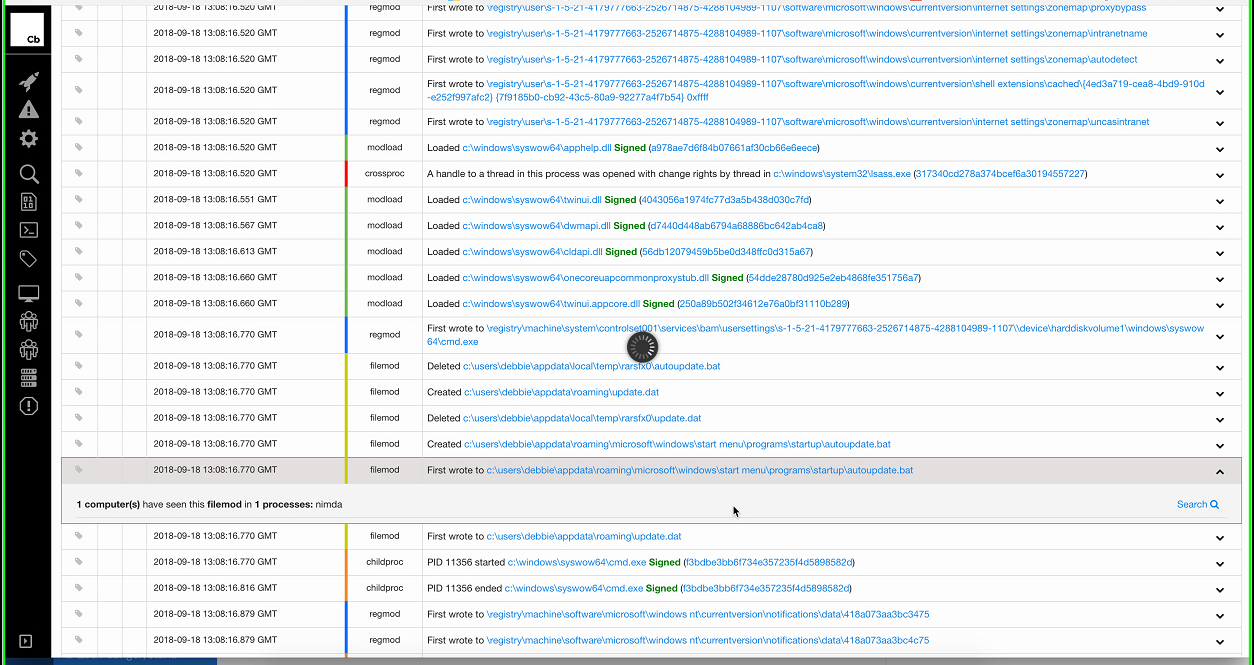 Cb
regmod First wrote to \registry\user\s-1-5-21-4179777663-2526714875-4288104989-1107\software\microsoft\windows\currentversion\internet settings\zonemap\proxybypass
2018-09-18 13:08:16.520 GMT regmod First wrote to \registry\user\s-1-5-21-4179777663-2526714875-4288104989-1107\software\microsoft\windows\currentversion\internet settings\zonemap\intranetname
2018-09-18 13:08:16.520 GMT regmod First wrote to \registry\user\s-1-5-21-4179777663-2526714875-4288104989-1107\software\microsoft\windows\currentversion\internet settings\zonemap\autodetect
2018-09-18 13:08:16.520 GMT regmod First wrote to \registry\user\s-1-5-21-4179777663-2526714875-4288104989-1107\software\microsoft\windows\currentversion\shell extensions\cached\{4ed3a719-cea8-4bd9-910d
-e252f997afc2} {7f9185b0-cb92-43c5-80a9-92277a4f7b54} 0xffff
2018-09-18 13:08:16.520 GMT regmod First wrote to \registry\user\s-1-5-21-4179777663-2526714875-4288104989-1107\software\microsoft\windows\currentversion\internet settings\zonemap\uncasintranet
2018-09-18 13:08:16.520 GMT modload Loaded c:\windows\syswow64\apphelp.dll Signed (a978ae7d6f84b07661af30cb66e6eece)
2018-09-18 13:08:16.520 GMT crossproc A handle to a thread in this process was opened with change rights by thread in c:\windows\system32\lsass.exe (317340cd278a374bcef6a30194557227)
2018-09-18 13:08:16.551 GMT modload Loaded c:\windows\syswow64\twinui.dll Signed (4043056a1974fc77d3a5b438d030c7fd)
2018-09-18 13:08:16.567 GMT modload Loaded c:\windows\syswow64\dwmapi.dll Signed (d7440d448ab6794a68886bc642ab4ca8)
2018-09-18 13:08:16.613 GMT modload Loaded c:\windows\syswow64\cldapi.dll Signed (56db12079459b5be0d348ffc0d315a67)
2018-09-18 13:08:16.660 GMT modload Loaded c:\windows\syswow64\onecoreuapcommonproxystub.dll Signed (54dde28780d925e2eb4868fe351756a7)
2018-09-18 13:08:16.660 GMT modload Loaded c:\windows\syswow64\twinui.appcore.dll Signed (250a89b502f34612e76a0bf31110b289)
2018-09-18 13:08:16.770 GMT regmod First wrote to \registry\machine\system\controlset001\services\bam\usersettings\s-1-5-21-4179777663-2526714875-4288104989-1107\\device\harddiskvolume1\windows\syswow
64\cmd.exe
2018-09-18 13:08:16.770 GMT filemod Deleted c:\users\debbie\appdata\local\temp\rarsfx0\autoupdate.bat
2018-09-18 13:08:16.770 GMT filemod Created c:\users\debbie\appdata\roaming\update.dat
2018-09-18 13:08:16.770 GMT filemod Deleted c:\users\debbie\appdata\local\temp\rarsfx0\update.dat
2018-09-18 13:08:16.770 GMT filemod Created c:\users\debbie\appdata\roaming\microsoft\windows\start menu\programs\startup\autoupdate.bat
2018-09-18 13:08:16.770 GMT filemod First wrote to c:\users\debbie\appdata\roaming\microsoft\windows\start menu\programs\startup\autoupdate.bat
1 computer(s) have seen this filemod in 1 processes: nimda Search
2018-09-18 13:08:16.770 GMT filemod First wrote to c:\users\debbie\appdata\roaming\update.dat
2018-09-18 13:08:16.770 GMT childproc PID 11356 started c:\windows\syswow64\cmd.exe Signed (f3bdbe3bb6f734e357235f4d5898582d)
2018-09-18 13:08:16.816 GMT childproc PID 11356 ended c:\windows\syswow64\cmd.exe Signed (f3bdbe3bb6f734e357235f4d5898582d)
2018-09-18 13:08:16.879 GMT regmod First wrote to \registry\machine\software\microsoft\windows nt\currentversion\notifications\data\418a073aa3bc3475
2018-09-18 13:08:16.879 GMT regmod First wrote to \registry\machine\software\microsoft\windows nt\currentversion\notifications\data\418a073aa3bc4c75